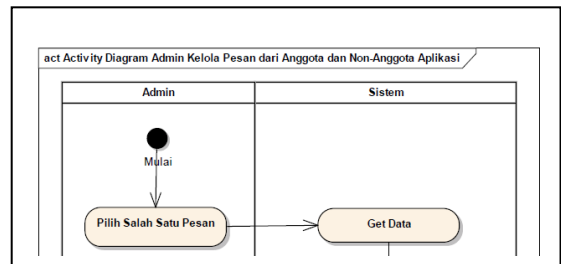 act Activity Diagram Admin Kelola Pesan dari Anggota dan Non-Anggota Aplikasi
Admin
Sistem
Mulai
Pilih Salah Satu Pesan
Get Data